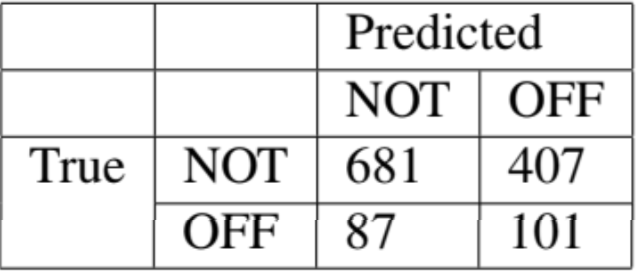 Predicted
NOT OFF
True NOT 681 407
OFF 87 101